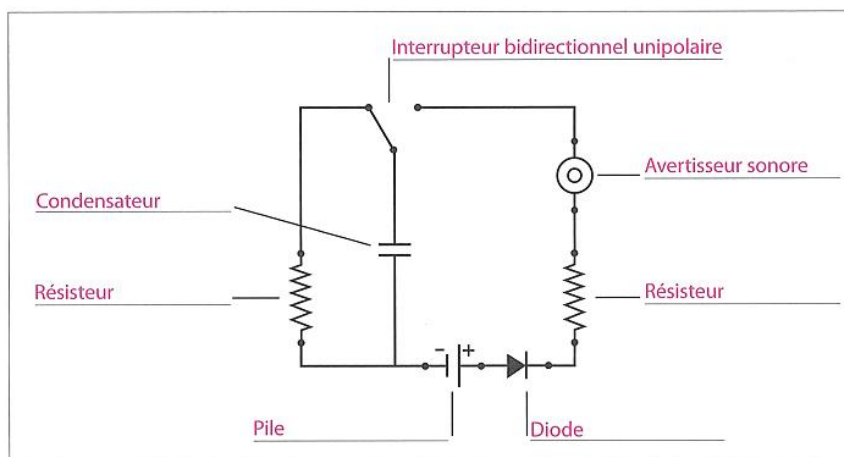 Interrupteur bidirectionnel unipolaire
Avertisseur sonore
Condensateur
Résisteur
Résisteur
- +
Pile
Diode